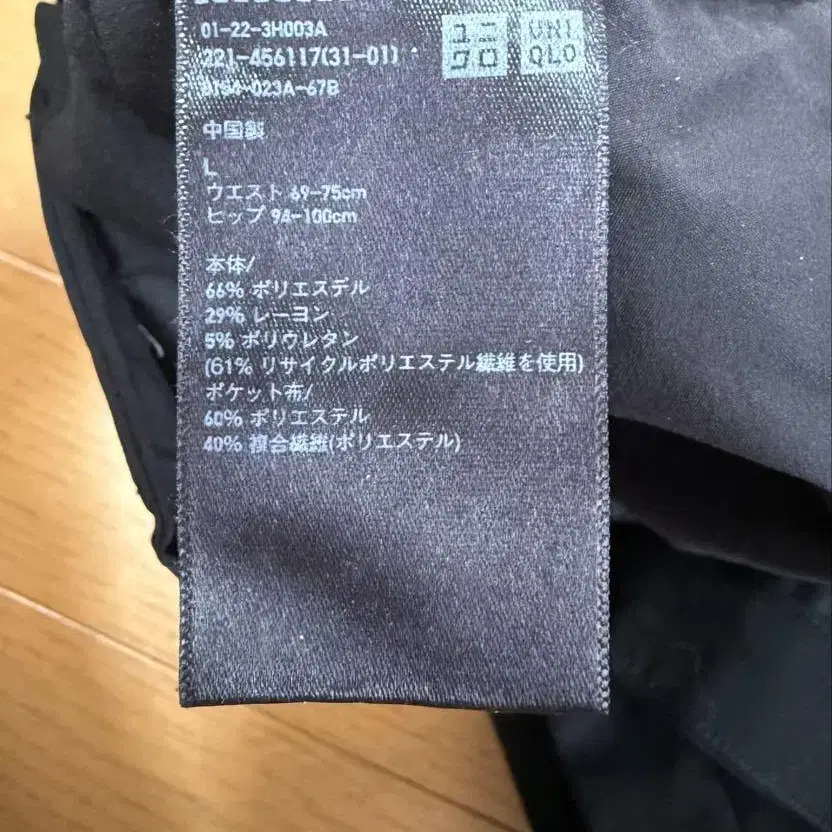 01-22-3H003A
221-456117(31-01)
ユニ
クロ
UNI
QLO
中国製
L
ウエスト 69-75cm
ヒップ 94-100cm
本体/
66% ポリエステル
29% レーヨン
5% ポリウレタン
(61% リサイクルポリエステル繊維を使用)
ポケット布/
60% ポリエステル
40% 複合繊維(ポリエステル)